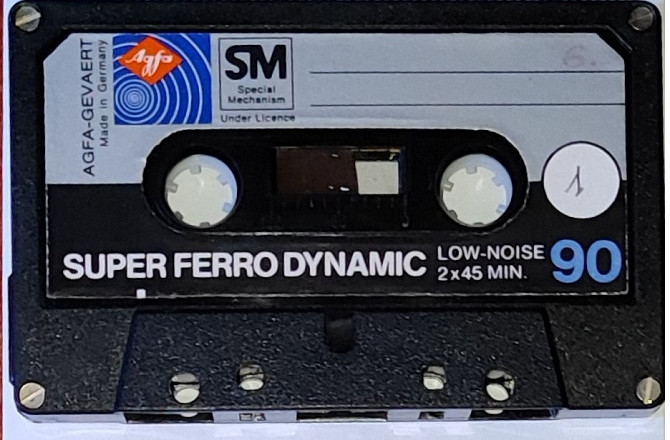 AGFA-GEVAERT
Made in Germany
Agfa
SM
Special
Mechanism
Under Licence
6.
1
SUPER FERRO DYNAMIC
LOW-NOISE
2x45 MIN.
90